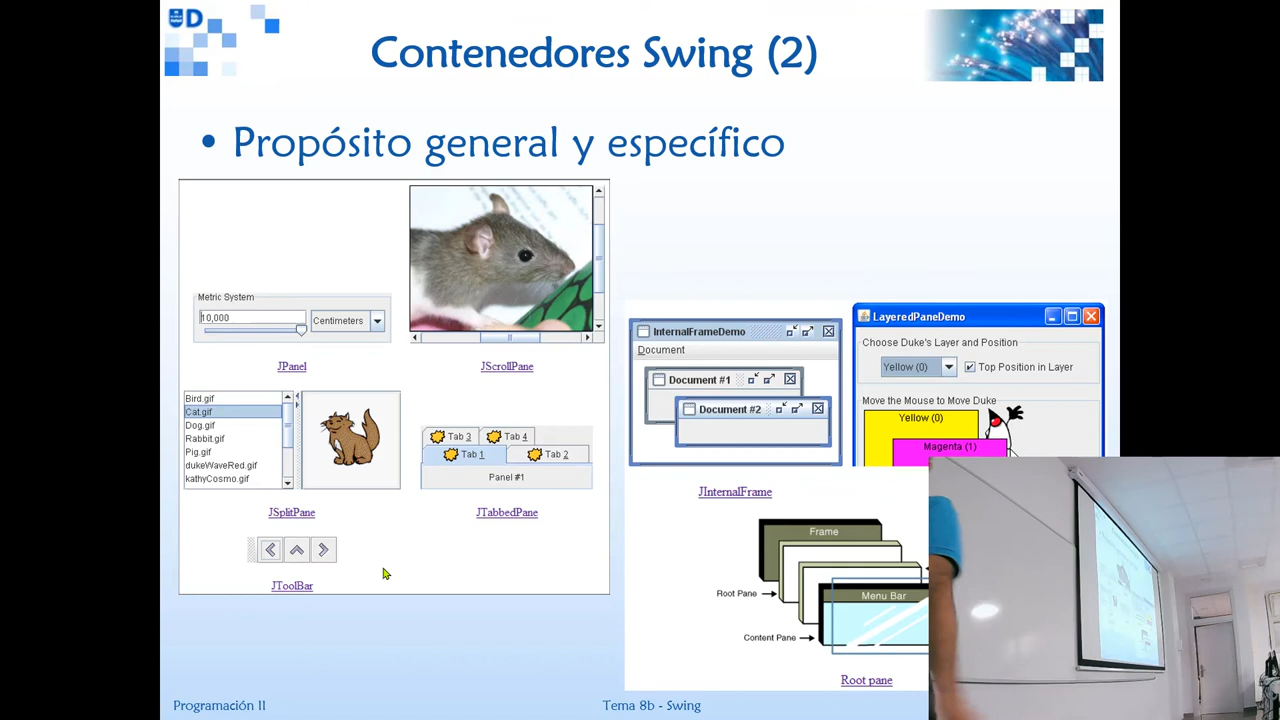 D
Contenedores Swing (2)
• Propósito general y específico
Metric System
10,000
Centimeters
JPanel
JScrollPane
Bird.gif
Cat.gif
Dog.gif
Rabbit.gif
Pig.gif
dukeWaveRed.gif
kathyCosmo.gif
JSplitPane
Tab 3
Tab 4
Tab 1
Tab 2
Panel #1
JTabbedPane
JToolBar
InternalFrameDemo
Document
Document #1
Document #2
JInternalFrame
LayeredPaneDemo
Choose Duke's Layer and Position
Yellow (0)
Top Position in Layer
Move the Mouse to Move Duke
Yellow (0)
Magenta (1)
Frame
Root Pane
Menu Bar
Content Pane
Root pane
Programación II
Tema 8b - Swing